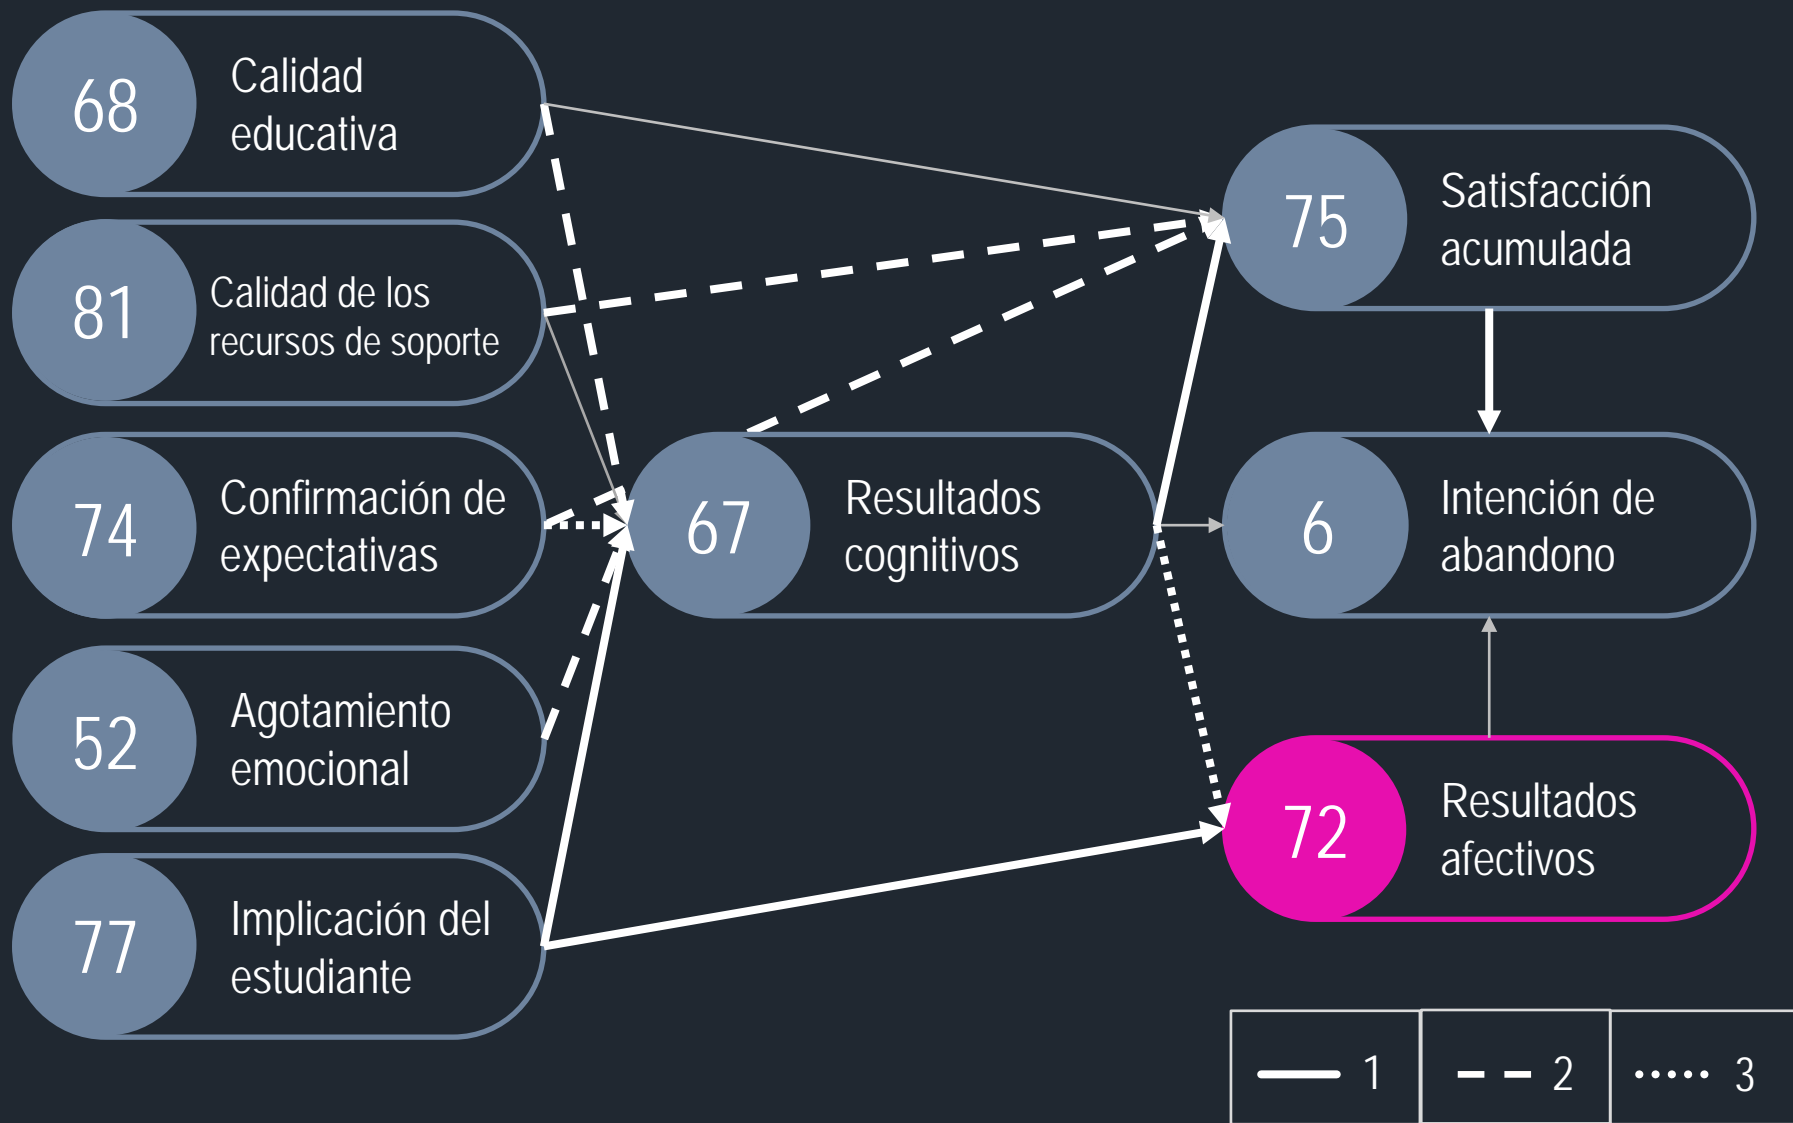 68
Calidad
educativa
81
Calidad de los
recursos de soporte
74
Confirmación de
expectativas
52
Agotamiento
emocional
77
Implicación del
estudiante
67
Resultados
cognitivos
75
Satisfacción
acumulada
6
Intención de
abandono
72
Resultados
afectivos
1
2
3